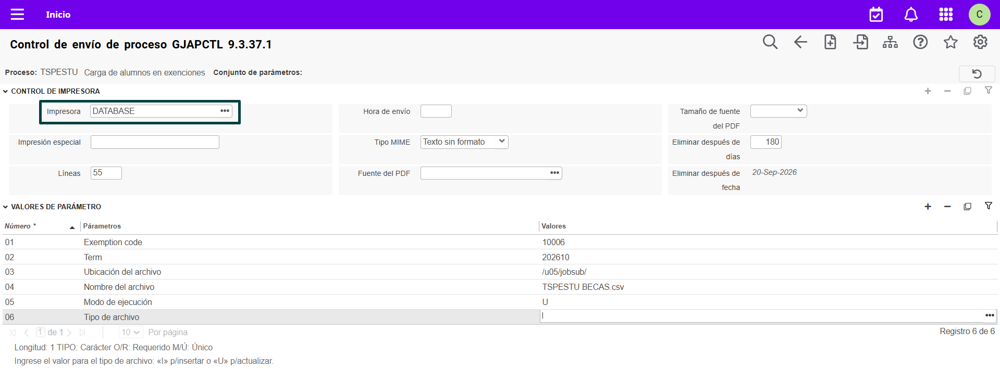 Inicio
C
Control de envío de proceso GJAPCTL 9.3.37.1
Proceso: TSPESTU Carga de alumnos en exenciones Conjunto de parámetros:
CONTROL DE IMPRESORA
Impresora DATABASE Hora de envío Tamaño de fuente del PDF
Impresión especial Tipo MIME Texto sin formato Eliminar después de días 180
Líneas 55 Fuente del PDF Eliminar después de fecha 20-Sep-2026
VALORES DE PARÁMETRO
Número * Párametros Valores
01 Exemption code 10006
02 Term 202610
03 Ubicación del archivo /u05/jobsub/
04 Nombre del archivo TSPESTU BECAS.csv
05 Modo de ejecución U
06 Tipo de archivo I
1 de 1 10 Por página Registro 6 de 6
Longitud: 1 TIPO: Carácter O/R: Requerido M/Ú: Único
Ingrese el valor para el tipo de archivo: «I» p/insertar o «U» p/actualizar.